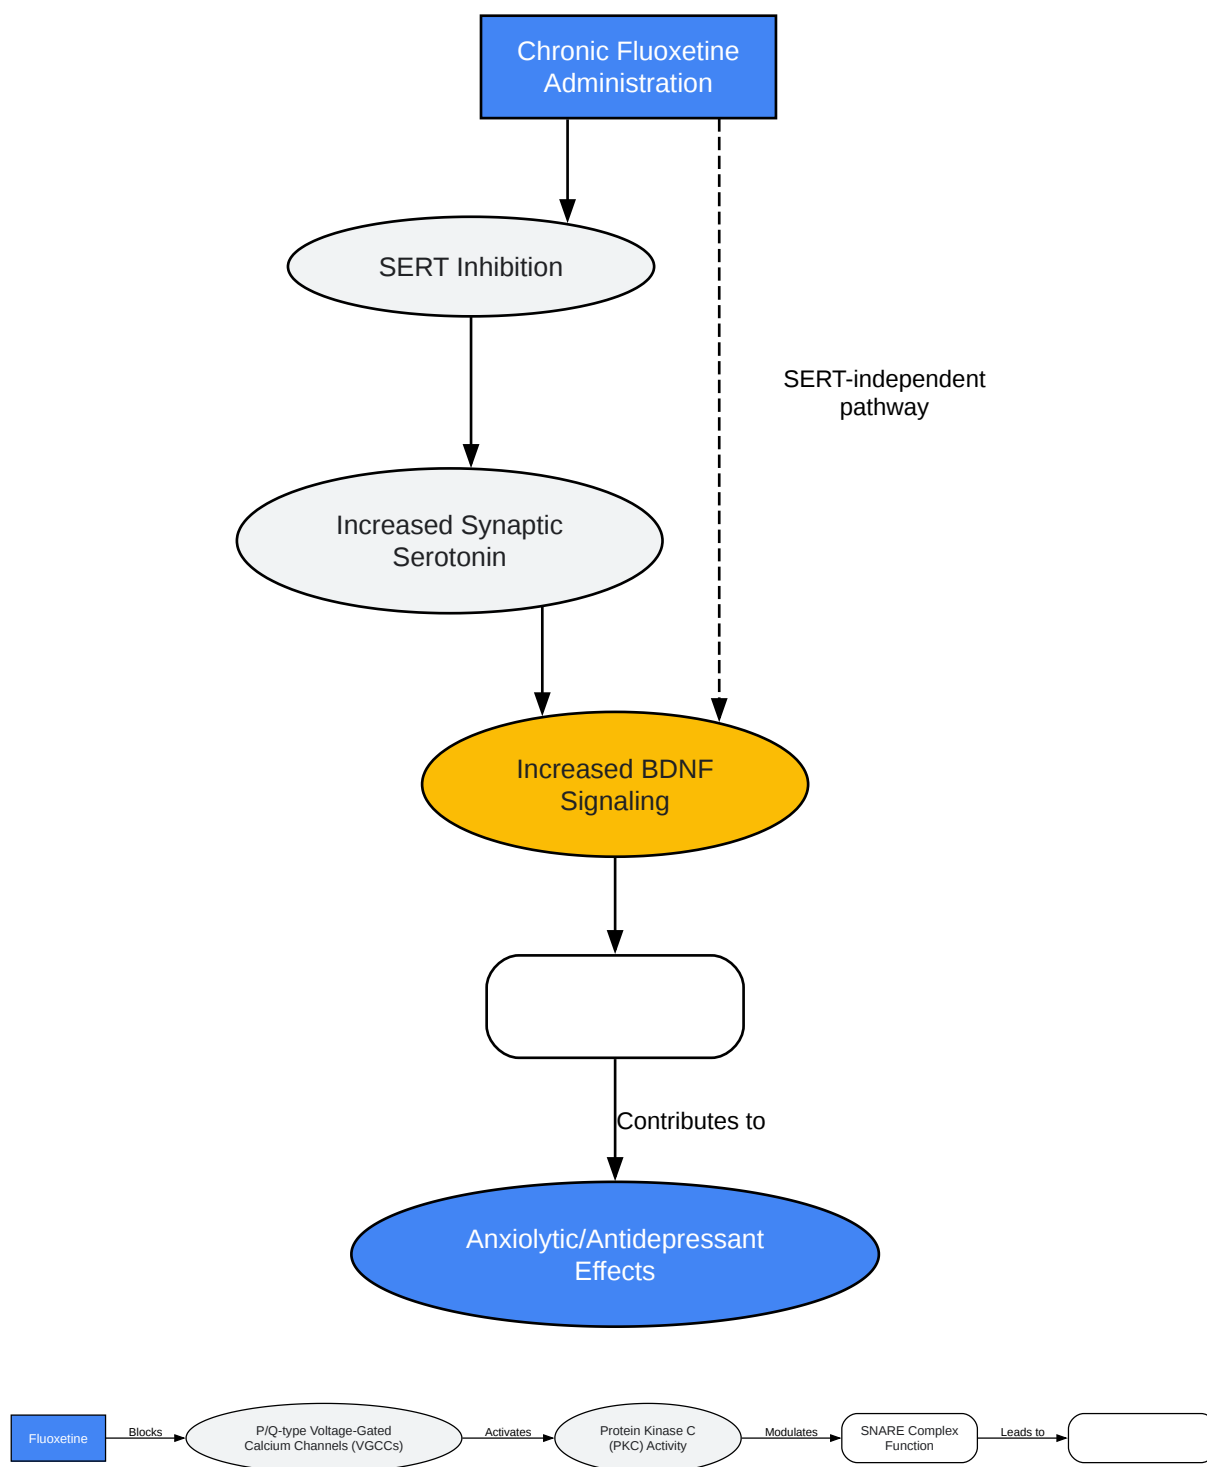 Chronic Fluoxetine
Administration
SERT Inhibition
SERT-independent
pathway
Increased Synaptic
Serotonin
Increased BDNF
Signaling
Contributes to
Anxiolytic/Antidepressant
Effects
Fluoxetine
Blocks
P/Q-type Voltage-Gated
Calcium Channels (VGCCs)
Activates
Protein Kinase C
(PKC) Activity
Modulates
SNARE Complex
Function
Leads to